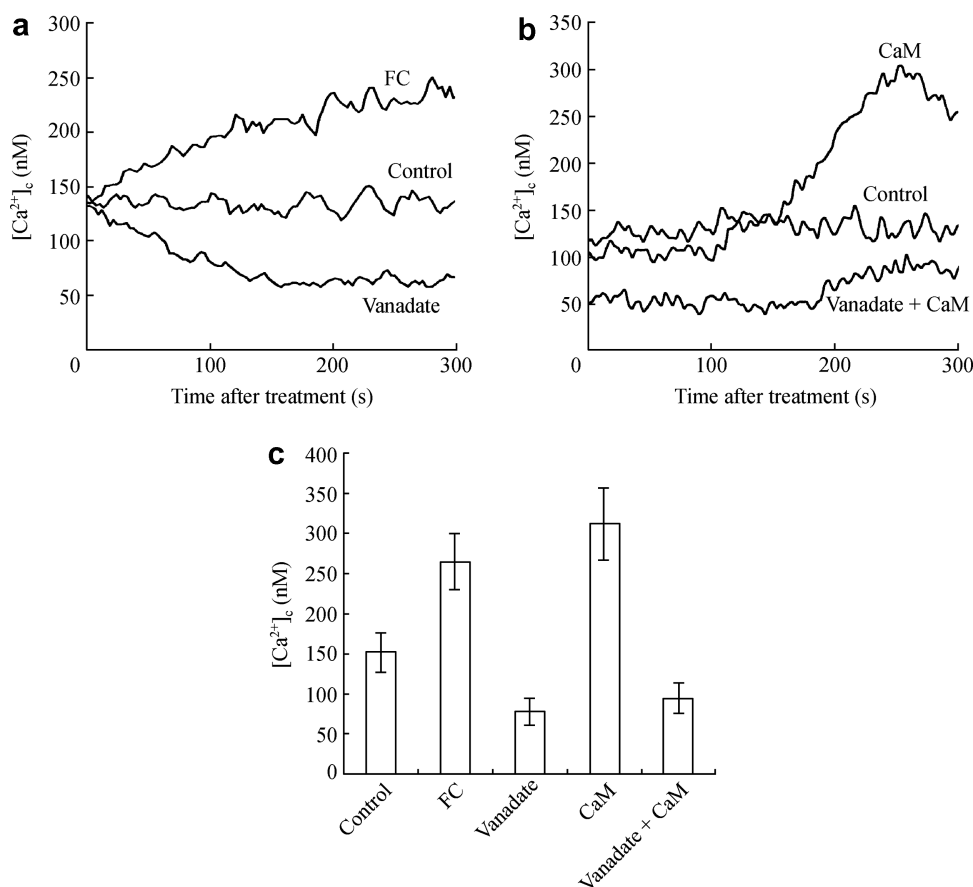 a
300
250
200
150
100
50
0
100
200
300
[Ca²⁺]c (nM)
Time after treatment (s)
FC
Control
Vanadate
b
350
300
250
200
150
100
50
0
100
200
300
[Ca²⁺]c (nM)
Time after treatment (s)
CaM
Control
Vanadate + CaM
c
400
350
300
250
200
150
100
50
0
[Ca²⁺]c (nM)
Control
FC
Vanadate
CaM
Vanadate + CaM